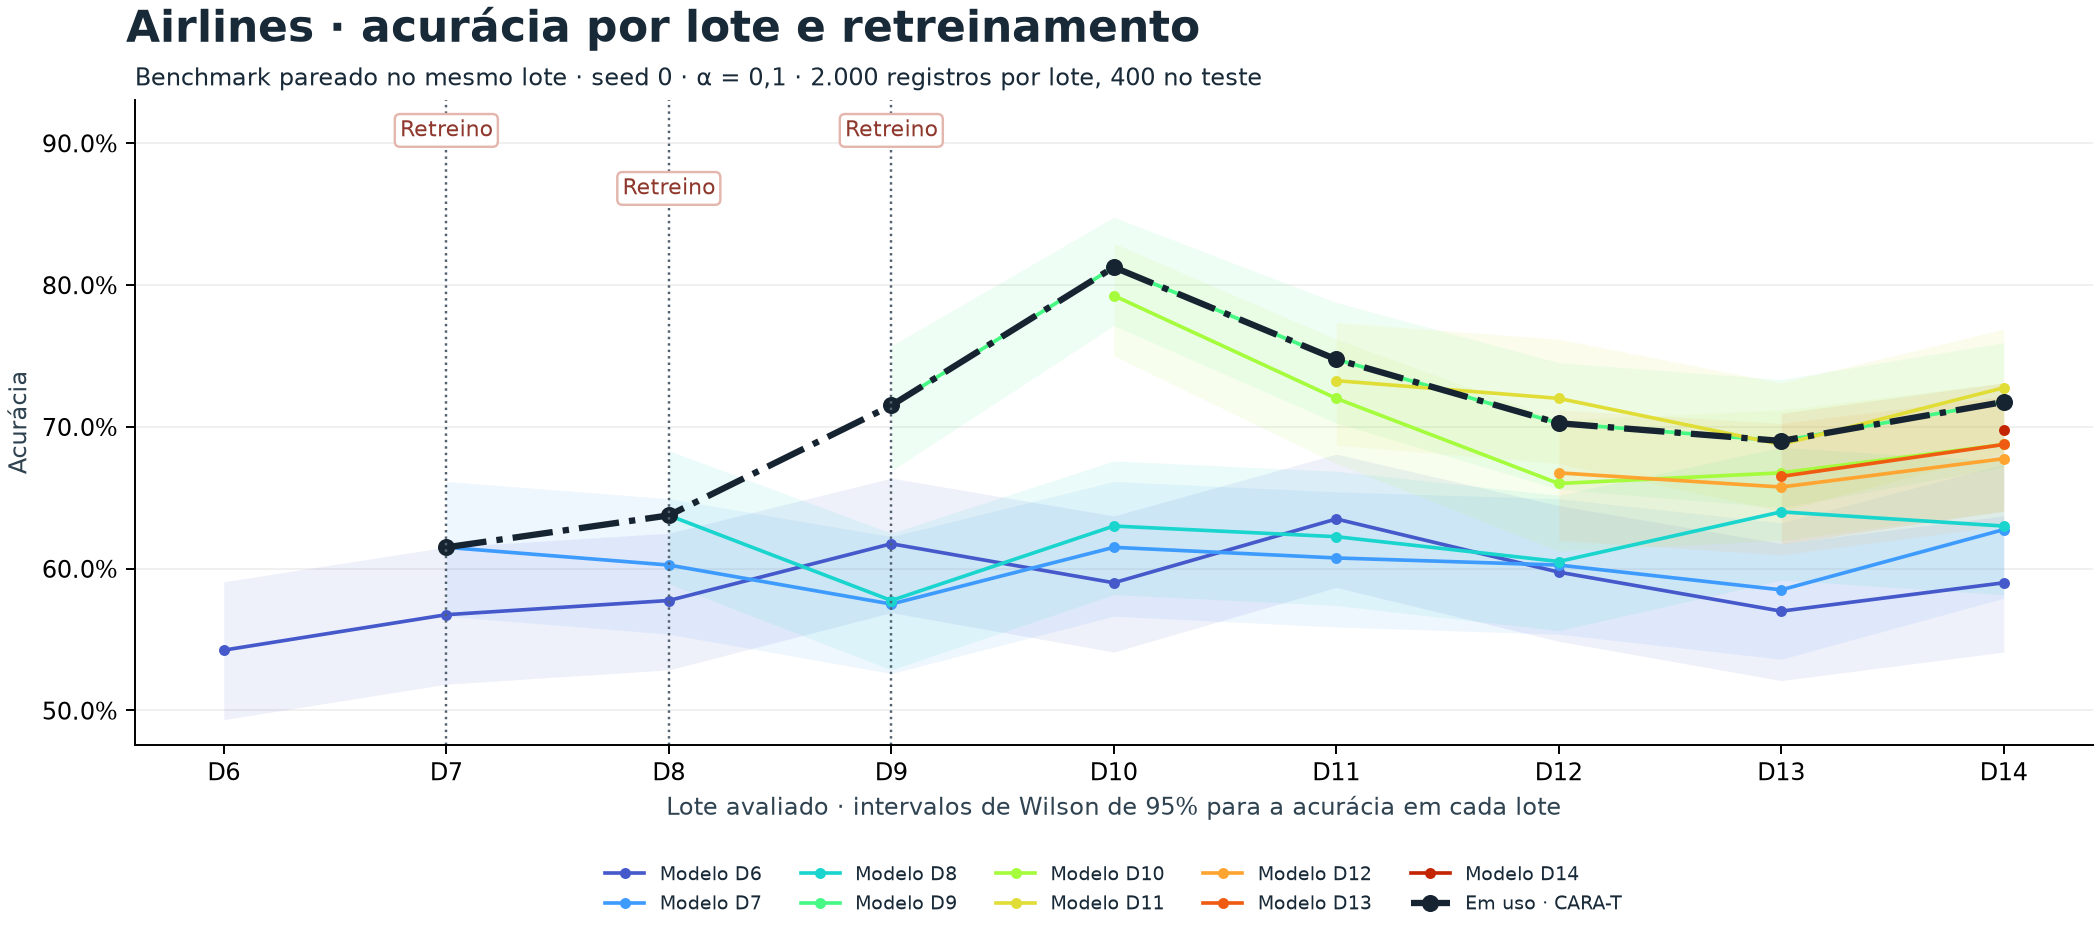 Airlines · acurácia por lote e retreinamento
Benchmark pareado no mesmo lote · seed 0 · α = 0,1 · 2.000 registros por lote, 400 no teste
Retreino
Retreino
Retreino
90.0%
80.0%
70.0%
60.0%
50.0%
Acurácia
D6 D7 D8 D9 D10 D11 D12 D13 D14
Lote avaliado · intervalos de Wilson de 95% para a acurácia em cada lote
Modelo D6 Modelo D8 Modelo D10 Modelo D12 Modelo D14
Modelo D7 Modelo D9 Modelo D11 Modelo D13 Em uso · CARA-T